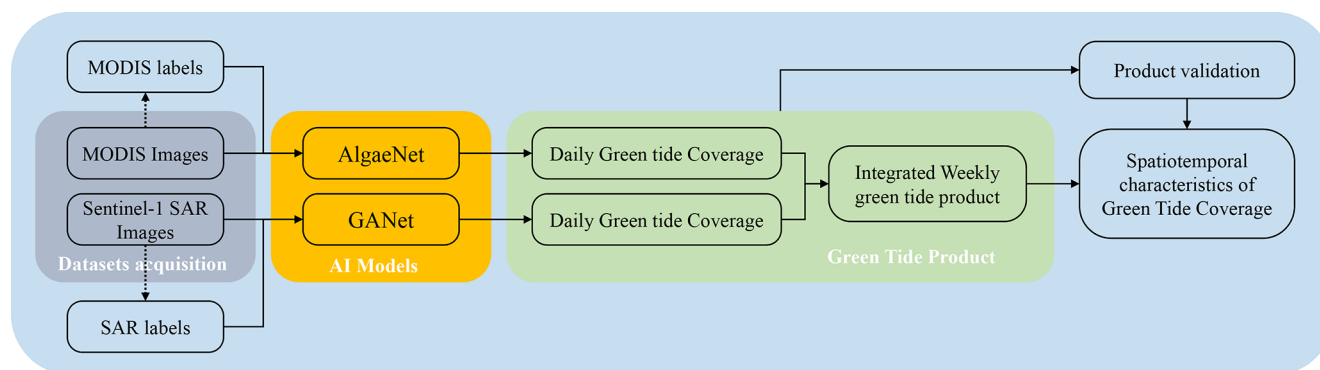 MODIS labels
MODIS Images
Sentinel-1 SAR
Images
Datasets acquisition
SAR labels
AlgaeNet
GANet
AI Models
Daily Green tide Coverage
Daily Green tide Coverage
Integrated Weekly
green tide product
Green Tide Product
Product validation
Spatiotemporal
characteristics of
Green Tide Coverage